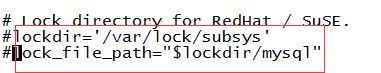 # Lock directory for RedHat / SuSE.
#lockdir='/var/lock/subsys'
#lock_file_path="$lockdir/mysql"